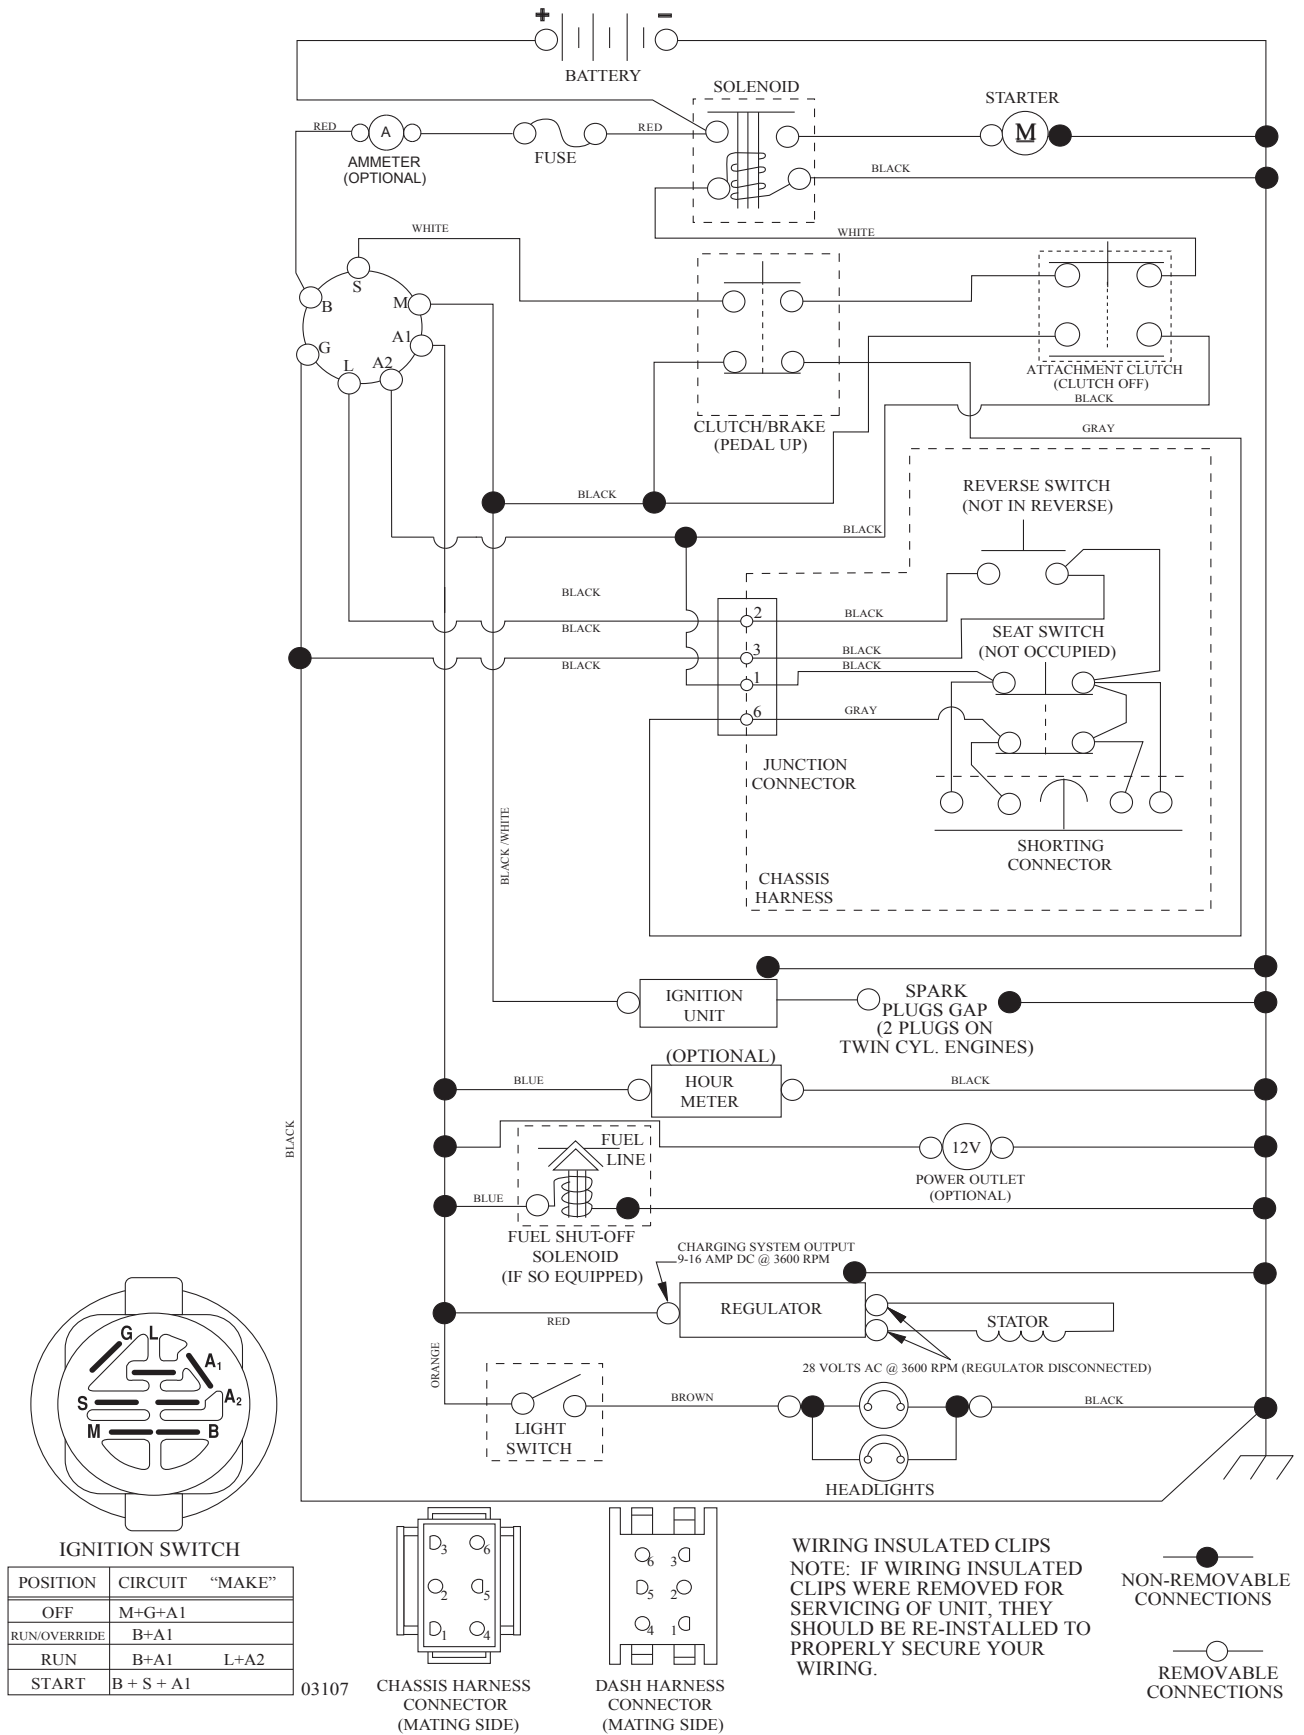 + −
BATTERY
SOLENOID
STARTER
RED
A
RED
M
AMMETER
(OPTIONAL)
FUSE
BLACK
WHITE
WHITE
S
B
M
A1
G
L
A2
ATTACHMENT CLUTCH
(CLUTCH OFF)
BLACK
CLUTCH/BRAKE
(PEDAL UP)
GRAY
REVERSE SWITCH
(NOT IN REVERSE)
BLACK
BLACK
BLACK
2
BLACK
BLACK
SEAT SWITCH
(NOT OCCUPIED)
3
BLACK
BLACK
BLACK
1
6
GRAY
JUNCTION
CONNECTOR
SHORTING
CONNECTOR
BLACK /WHITE
CHASSIS
HARNESS
IGNITION
UNIT
SPARK
PLUGS GAP
(2 PLUGS ON
TWIN CYL. ENGINES)
(OPTIONAL)
BLUE
HOUR
METER
BLACK
BLACK
FUEL
LINE
12V
POWER OUTLET
(OPTIONAL)
BLUE
FUEL SHUT-OFF
SOLENOID
(IF SO EQUIPPED)
CHARGING SYSTEM OUTPUT
9-16 AMP DC @ 3600 RPM
REGULATOR
STATOR
RED
28 VOLTS AC @ 3600 RPM (REGULATOR DISCONNECTED)
ORANGE
BROWN
BLACK
LIGHT
SWITCH
HEADLIGHTS
G L
A1
S
A2
M
B
IGNITION SWITCH
POSITION CIRCUIT “MAKE”
OFF M+G+A1
RUN/OVERRIDE B+A1
RUN B+A1 L+A2
START B + S + A1
03107
3 6
2 5
1 4
CHASSIS HARNESS
CONNECTOR
(MATING SIDE)
6 3
5 2
4 1
DASH HARNESS
CONNECTOR
(MATING SIDE)
WIRING INSULATED CLIPS
NOTE: IF WIRING INSULATED
CLIPS WERE REMOVED FOR
SERVICING OF UNIT, THEY
SHOULD BE RE-INSTALLED TO
PROPERLY SECURE YOUR
WIRING.
NON-REMOVABLE
CONNECTIONS
REMOVABLE
CONNECTIONS